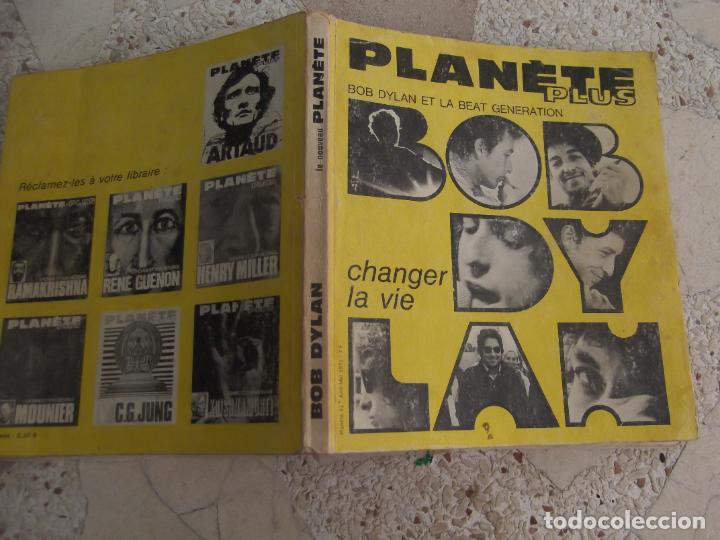 PLANÈTE
ARTAUD
Réclamez-les à votre libraire :
PLANÈTE
RAMAKRISHNA
PLANÈTE
RENÉ GUÉNON
PLANÈTE
HENRY MILLER
PLANÈTE
MOUNIER
PLANÈTE
C.G. JUNG
PLANÈTE
le nouveau PLANÈTE
BOB DYLAN
PLANÈTE
PLUS
BOB DYLAN ET LA BEAT GENERATION
BOB
DY
changer
la vie
LAN
todocoleccion.net